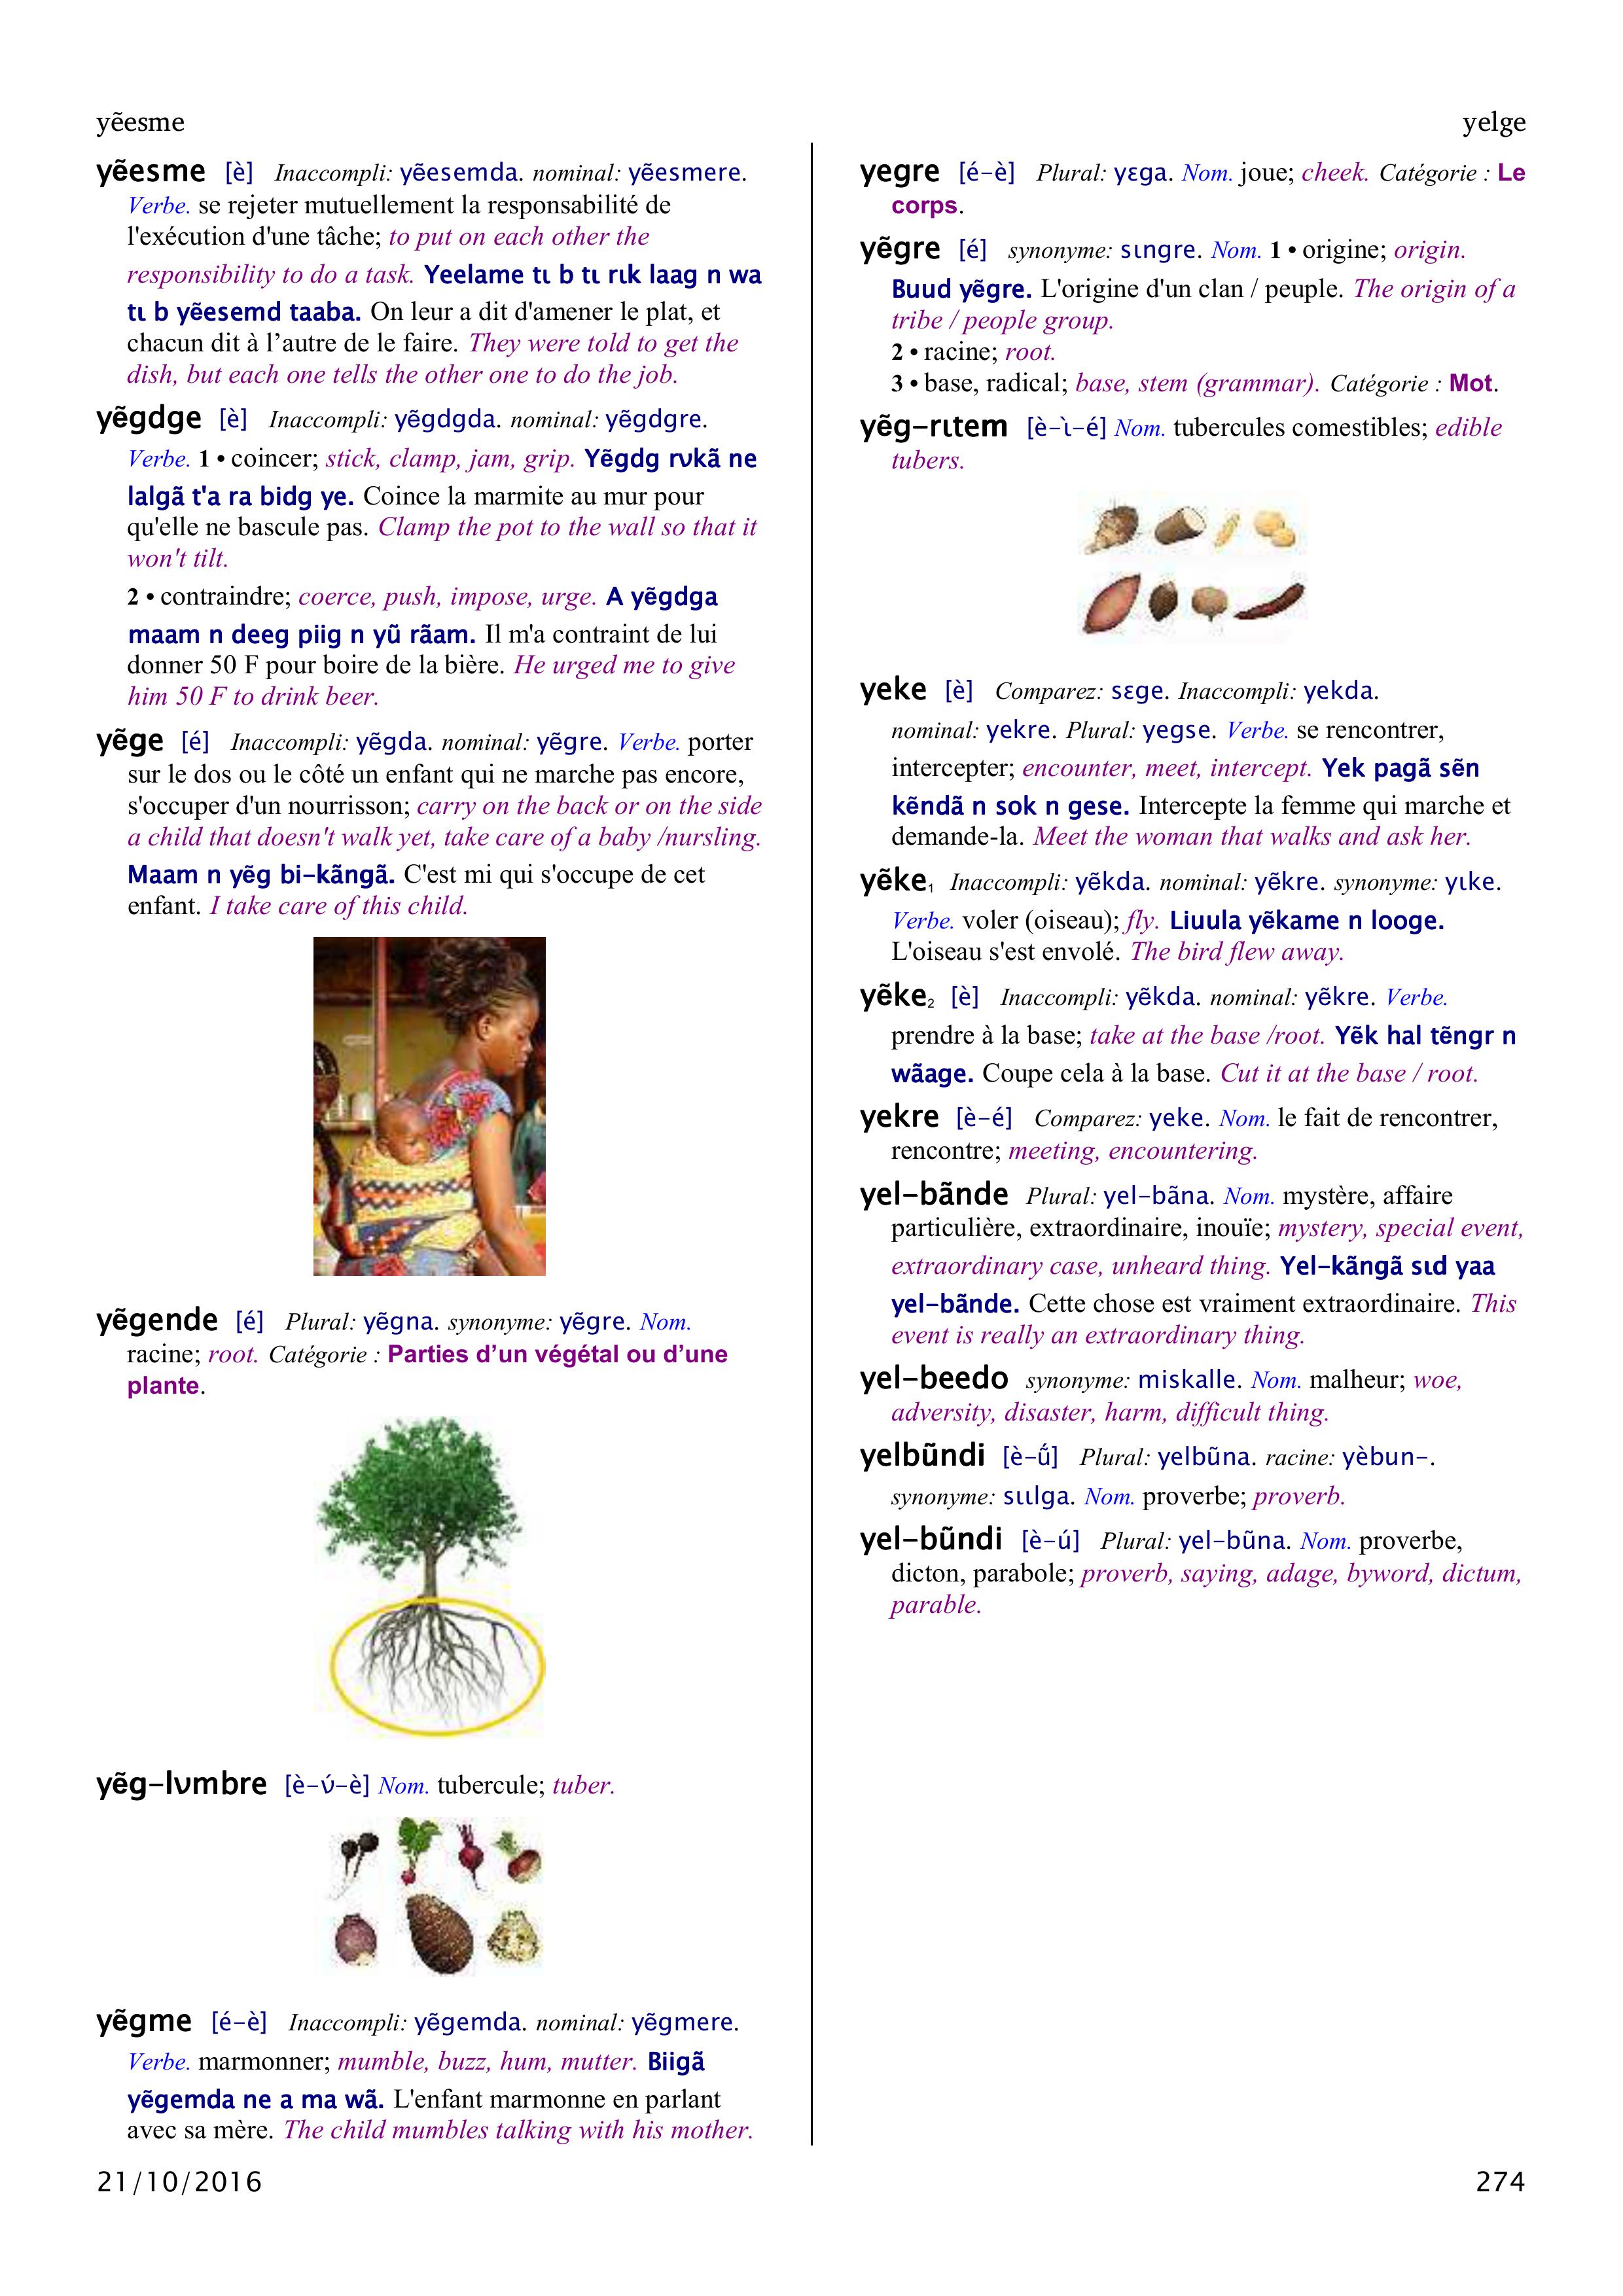 yẽesme
yelge
yẽesme [è] Inaccompli: yẽesemda. nominal: yẽesmere.
Verbe. se rejeter mutuellement la responsabilité de
l'exécution d'une tâche; to put on each other the
responsibility to do a task. Yeelame tɩ b tɩ rɩk laag n wa
tɩ b yẽesemd taaba. On leur a dit d'amener le plat, et
chacun dit à l’autre de le faire. They were told to get the
dish, but each one tells the other one to do the job.
yẽgdge [è] Inaccompli: yẽgdgda. nominal: yẽgdgre.
Verbe. 1 • coincer; stick, clamp, jam, grip. Yẽgdg rʋkã ne
lalgã t'a ra bidg ye. Coince la marmite au mur pour
qu'elle ne bascule pas. Clamp the pot to the wall so that it
won't tilt.
2 • contraindre; coerce, push, impose, urge. A yẽgdga
maam n deeg piig n yũ rãam. Il m'a contraint de lui
donner 50 F pour boire de la bière. He urged me to give
him 50 F to drink beer.
yẽge [é] Inaccompli: yẽgda. nominal: yẽgre. Verbe. porter
sur le dos ou le côté un enfant qui ne marche pas encore,
s'occuper d'un nourrisson; carry on the back or on the side
a child that doesn't walk yet, take care of a baby /nursling.
Maam n yẽg bi-kãngã. C'est mi qui s'occupe de cet
enfant. I take care of this child.
yẽgende [é] Plural: yẽgna. synonyme: yẽgre. Nom.
racine; root. Catégorie : Parties d’un végétal ou d’une
plante.
yẽg-lʋmbre [è-ʋ́-è] Nom. tubercule; tuber.
yẽgme [é-è] Inaccompli: yẽgemda. nominal: yẽgmere.
Verbe. marmonner; mumble, buzz, hum, mutter. Biigã
yẽgemda ne a ma wã. L'enfant marmonne en parlant
avec sa mère. The child mumbles talking with his mother.
yegre [é-è] Plural: yɛga. Nom. joue; cheek. Catégorie : Le
corps.
yẽgre [é] synonyme: sɩngre. Nom. 1 • origine; origin.
Buud yẽgre. L'origine d'un clan / peuple. The origin of a
tribe / people group.
2 • racine; root.
3 • base, radical; base, stem (grammar). Catégorie : Mot.
yẽg-rɩtem [è-ɩ̀-é] Nom. tubercules comestibles; edible
tubers.
yeke [è] Comparez: sɛge. Inaccompli: yekda.
nominal: yekre. Plural: yegse. Verbe. se rencontrer,
intercepter; encounter, meet, intercept. Yek pagã sẽn
kẽndã n sok n gese. Intercepte la femme qui marche et
demande-la. Meet the woman that walks and ask her.
yẽke₁ Inaccompli: yẽkda. nominal: yẽkre. synonyme: yɩke.
Verbe. voler (oiseau); fly. Liuula yẽkame n looge.
L'oiseau s'est envolé. The bird flew away.
yẽke₂ [è] Inaccompli: yẽkda. nominal: yẽkre. Verbe.
prendre à la base; take at the base /root. Yẽk hal tẽngr n
wãage. Coupe cela à la base. Cut it at the base / root.
yekre [è-é] Comparez: yeke. Nom. le fait de rencontrer,
rencontre; meeting, encountering.
yel-bãnde Plural: yel-bãna. Nom. mystère, affaire
particulière, extraordinaire, inouïe; mystery, special event,
extraordinary case, unheard thing. Yel-kãngã sɩd yaa
yel-bãnde. Cette chose est vraiment extraordinaire. This
event is really an extraordinary thing.
yel-beedo synonyme: miskalle. Nom. malheur; woe,
adversity, disaster, harm, difficult thing.
yelbũndi [è-ṹ] Plural: yelbũna. racine: yèbun-.
synonyme: sɩɩlga. Nom. proverbe; proverb.
yel-bũndi [è-ú] Plural: yel-bũna. Nom. proverbe,
dicton, parabole; proverb, saying, adage, byword, dictum,
parable.
21/10/2016
274